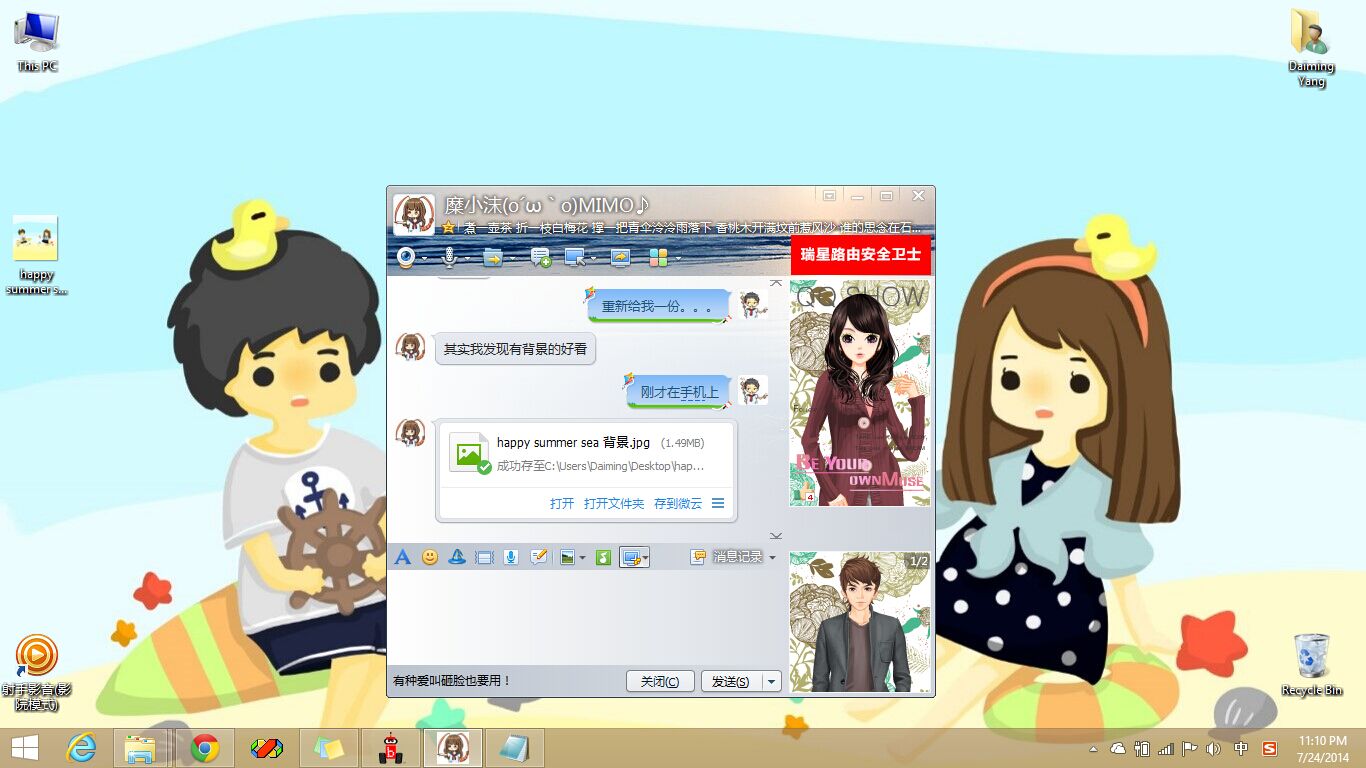 This PC
Daiming
Yang
happy
summer s...
射手影音(影
院模式)
Recycle Bin
糜小沫(o´ω｀o)MIMO♪
煮一壶茶 折一枝白梅花 撑一把青伞泠泠雨落下 香桃木开满坟前惹风沙 谁的思念在石...
瑞星路由安全卫士
重新给我一份。。。
其实我发现有背景的好看
刚才在手机上
happy summer sea 背景.jpg (1.49MB)
成功存至C:\Users\Daiming\Desktop\hap...
打开 打开文件夹 存到微云
消息记录
有种爱叫砸脸也要用！
关闭(C) 发送(S)
QQ SHOW
BE YOUR
OWN MUSE
4
1/2
b
中
S
11:10 PM
7/24/2014